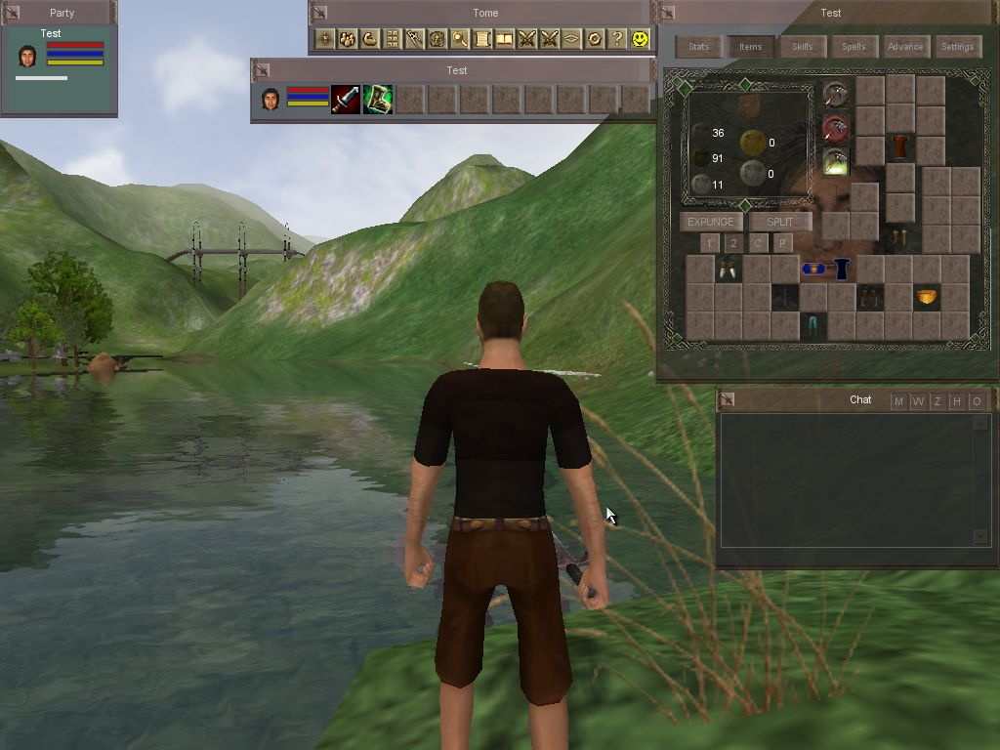 Party
Test
Tome
?
Test
Test
Stats Items Skills Spells Advance Settings
36
0
91
0
11
EXPUNGE SPLIT
1 2 C P
Chat M W Z H O